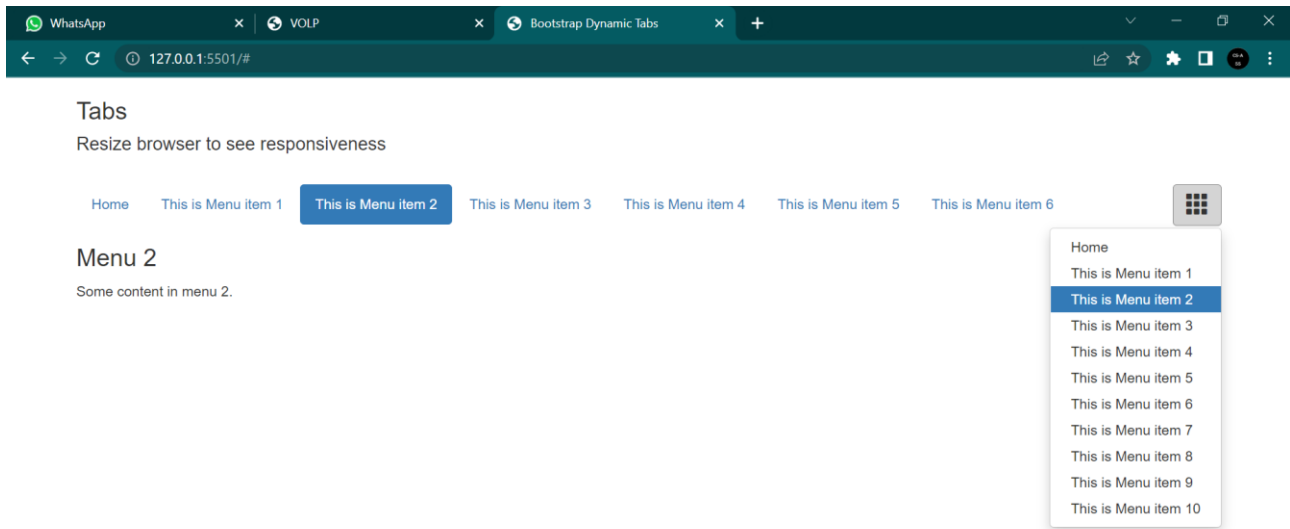 WhatsApp VOLP Bootstrap Dynamic Tabs
127.0.0.1:5501/#
Tabs
Resize browser to see responsiveness
Home This is Menu item 1 This is Menu item 2 This is Menu item 3 This is Menu item 4 This is Menu item 5 This is Menu item 6
Menu 2
Some content in menu 2.
Home
This is Menu item 1
This is Menu item 2
This is Menu item 3
This is Menu item 4
This is Menu item 5
This is Menu item 6
This is Menu item 7
This is Menu item 8
This is Menu item 9
This is Menu item 10